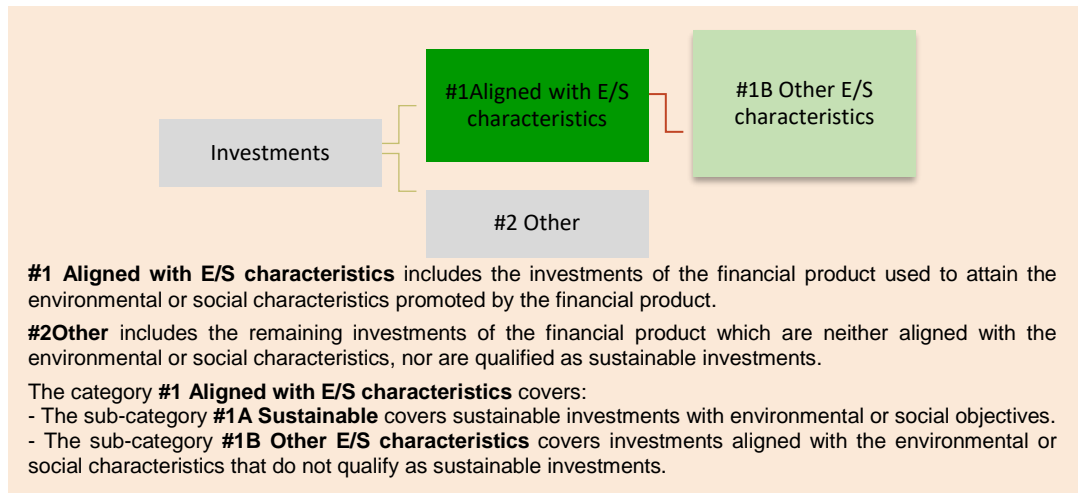 #1Aligned with E/S
characteristics
#1B Other E/S
characteristics
Investments
#2 Other
#1 Aligned with E/S characteristics includes the investments of the financial product used to attain the
environmental or social characteristics promoted by the financial product.
#2Other includes the remaining investments of the financial product which are neither aligned with the
environmental or social characteristics, nor are qualified as sustainable investments.
The category #1 Aligned with E/S characteristics covers:
- The sub-category #1A Sustainable covers sustainable investments with environmental or social objectives.
- The sub-category #1B Other E/S characteristics covers investments aligned with the environmental or
social characteristics that do not qualify as sustainable investments.